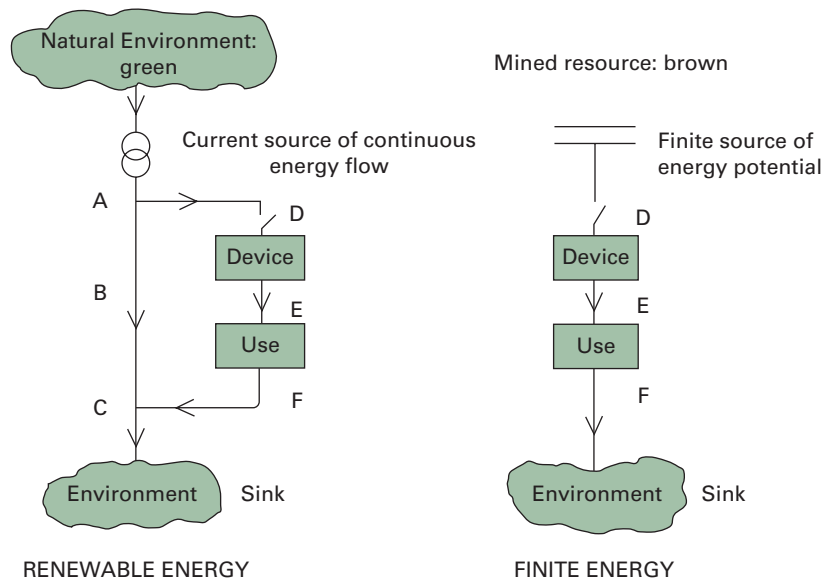 Natural Environment:
green
Current source of continuous
energy flow
A
D
Device
B
E
Use
C
F
Environment
Sink
RENEWABLE ENERGY
Mined resource: brown
Finite source of
energy potential
D
Device
E
Use
F
Environment
Sink
FINITE ENERGY